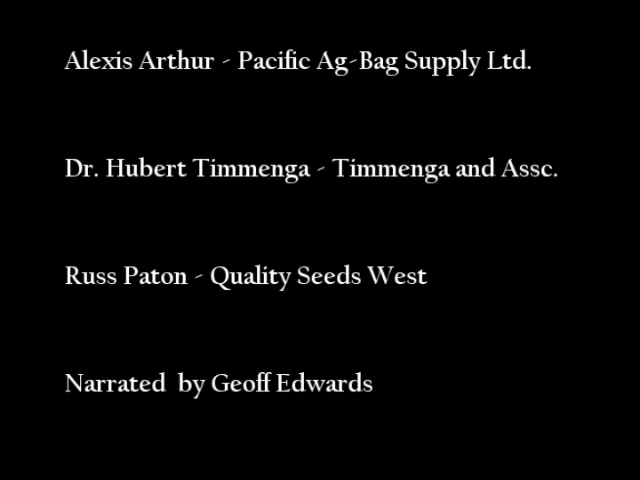 Alexis Arthur - Pacific Ag-Bag Supply Ltd.
Dr. Hubert Timmenga - Timmenga and Assc.
Russ Paton - Quality Seeds West
Narrated  by Geoff Edwards